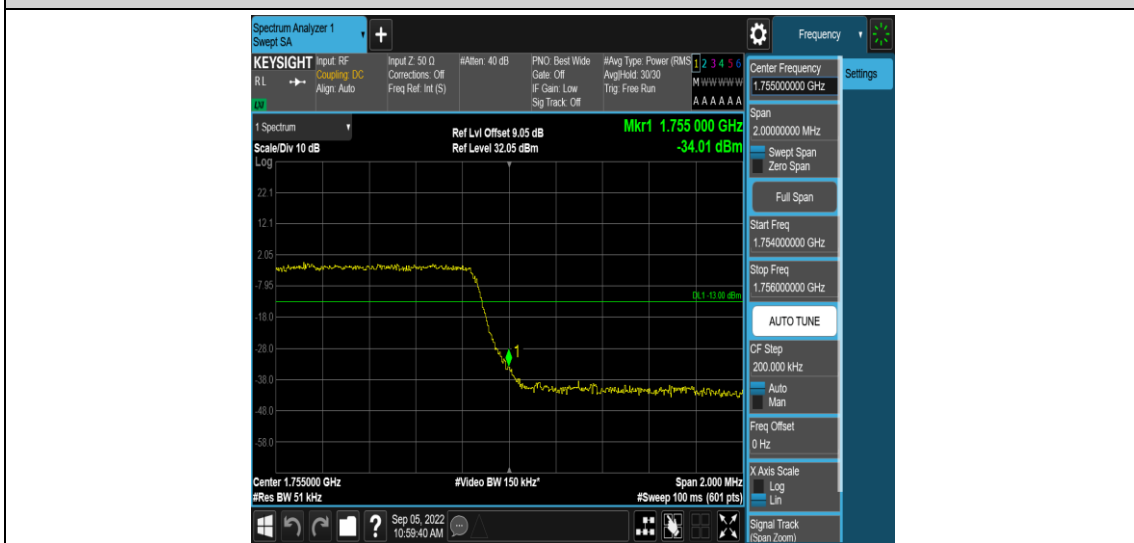 Spectrum Analyzer 1
Swept SA
+
Frequency
KEYSIGHT
RL
LXI
Input: RF
Coupling: DC
Align: Auto
Input Z: 50 Ω
Corrections: Off
Freq Ref: Int (S)
#Atten: 40 dB
PNO: Best Wide
Gate: Off
IF Gain: Low
Sig Track: Off
#Avg Type: Power (RMS
Avg|Hold: 30/30
Trig: Free Run
1 2 3 4 5 6
M W W W W W
A A A A A A
Center Frequency
1.755000000 GHz
Settings
Span
2.00000000 MHz
Swept Span
Zero Span
Full Span
Start Freq
1.754000000 GHz
Stop Freq
1.756000000 GHz
AUTO TUNE
CF Step
200.000 kHz
Auto
Man
Freq Offset
0 Hz
X Axis Scale
Log
Lin
Signal Track
(Span Zoom)
1 Spectrum
Scale/Div 10 dB
Log
Ref Lvl Offset 9.05 dB
Ref Level 32.05 dBm
Mkr1 1.755 000 GHz
-34.01 dBm
22.1
12.1
2.05
-7.95
DL1 -13.00 dBm
-18.0
-28.0
1
-38.0
-48.0
-58.0
Center 1.755000 GHz
#Video BW 150 kHz*
Span 2.000 MHz
#Res BW 51 kHz
#Sweep 100 ms (601 pts)
?
Sep 05, 2022
10:59:40 AM